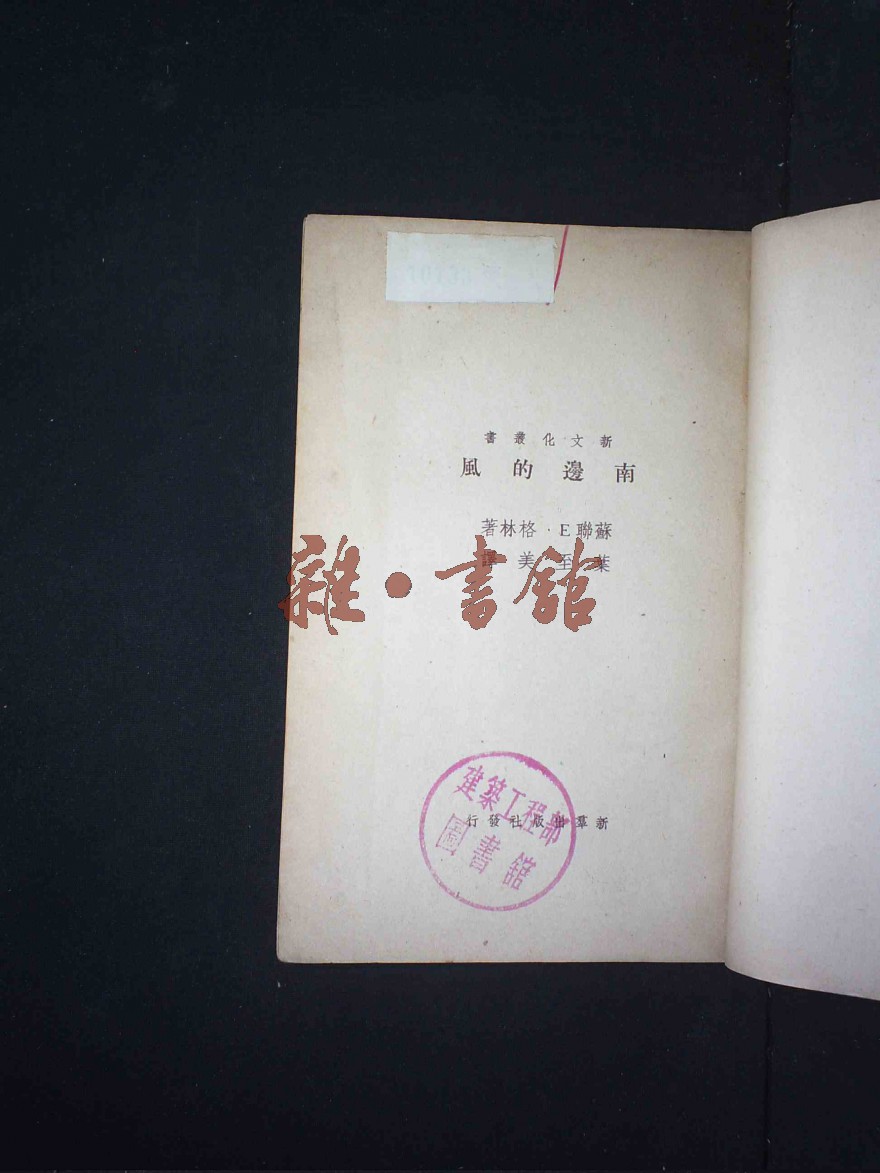 新文化叢書
南邊的風
蘇聯E·格林著
葉至美譯
雜·書館
新羣出版社發行
建築工程部
圖書館